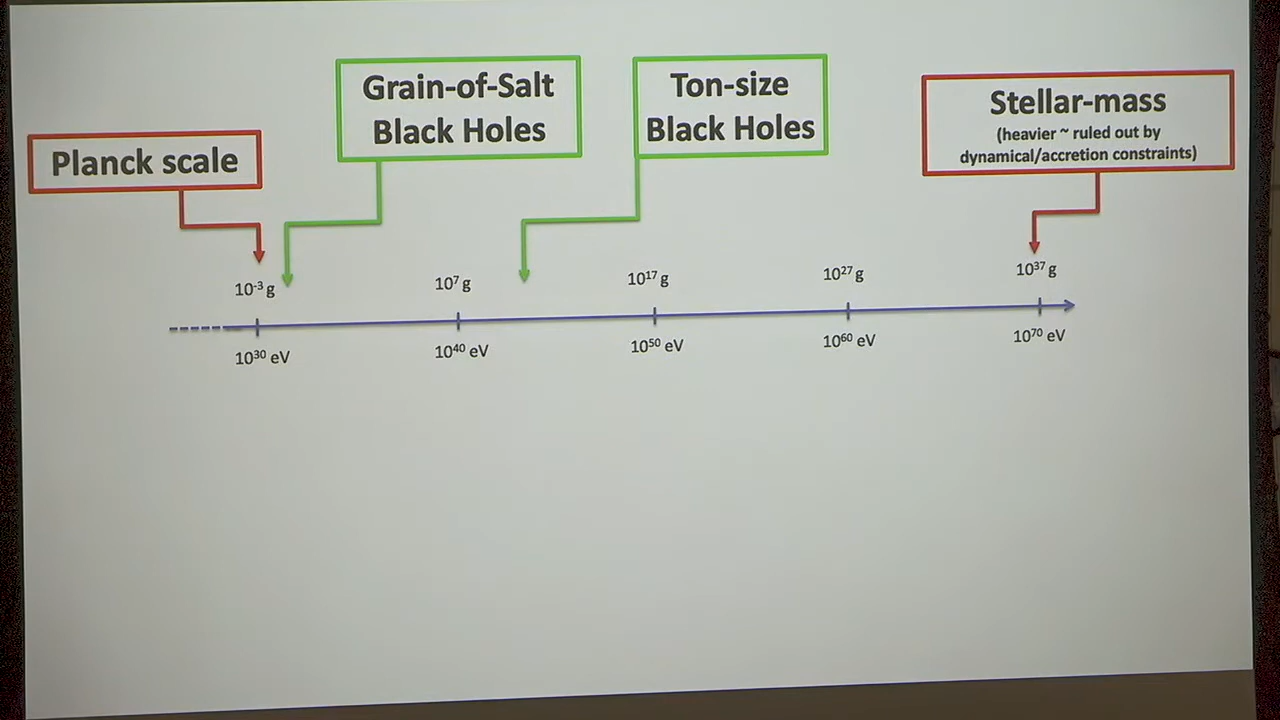 Planck scale
Grain-of-Salt
Black Holes
Ton-size
Black Holes
Stellar-mass
(heavier ~ ruled out by
dynamical/accretion constraints)
10⁻³ g
10⁷ g
10¹⁷ g
10²⁷ g
10³⁷ g
10³⁰ eV
10⁴⁰ eV
10⁵⁰ eV
10⁶⁰ eV
10⁷⁰ eV